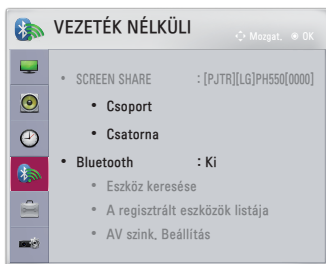 VEZETÉK NÉLKÜLI
Mozgat. OK
• SCREEN SHARE : [PJTR][LG]PH550[0000]
• Csoport
• Csatorna
• Bluetooth : Ki
• Eszköz keresése
• A regisztrált eszközök listája
• AV szink. Beállítás